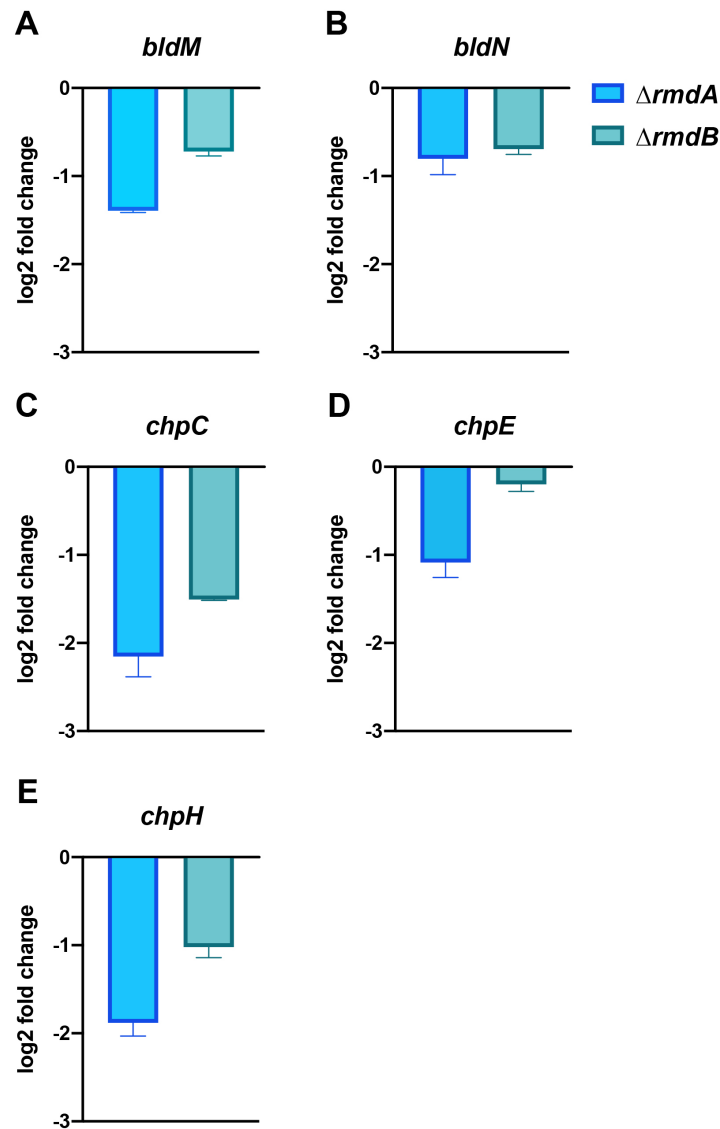 A
bldM
0
-1
-2
-3
log2 fold change
B
bldN
0
-1
-2
-3
log2 fold change
ΔrmdA
ΔrmdB
C
chpC
0
-1
-2
-3
log2 fold change
D
chpE
0
-1
-2
-3
log2 fold change
E
chpH
0
-1
-2
-3
log2 fold change